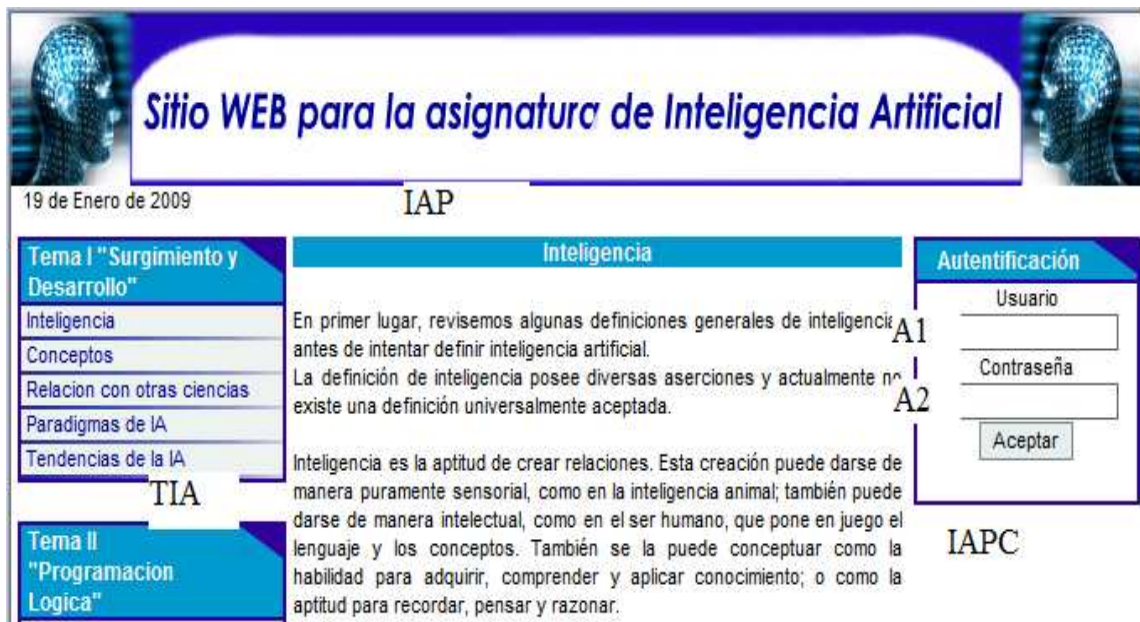 Sitio WEB para la asignatura de Inteligencia Artificial
19 de Enero de 2009
IAP
Tema I "Surgimiento y
Desarrollo"
Inteligencia
Conceptos
Relacion con otras ciencias
Paradigmas de IA
Tendencias de la IA
TIA
Tema II
"Programacion
Logica"
Inteligencia
En primer lugar, revisemos algunas definiciones generales de inteligencia
antes de intentar definir inteligencia artificial.
La definición de inteligencia posee diversas aserciones y actualmente no
existe una definición universalmente aceptada.
Inteligencia es la aptitud de crear relaciones. Esta creación puede darse de
manera puramente sensorial, como en la inteligencia animal; también puede
darse de manera intelectual, como en el ser humano, que pone en juego el
lenguaje y los conceptos. También se la puede conceptuar como la
habilidad para adquirir, comprender y aplicar conocimiento; o como la
aptitud para recordar, pensar y razonar.
Autentificación
Usuario
A1
Contraseña
A2
Aceptar
IAPC